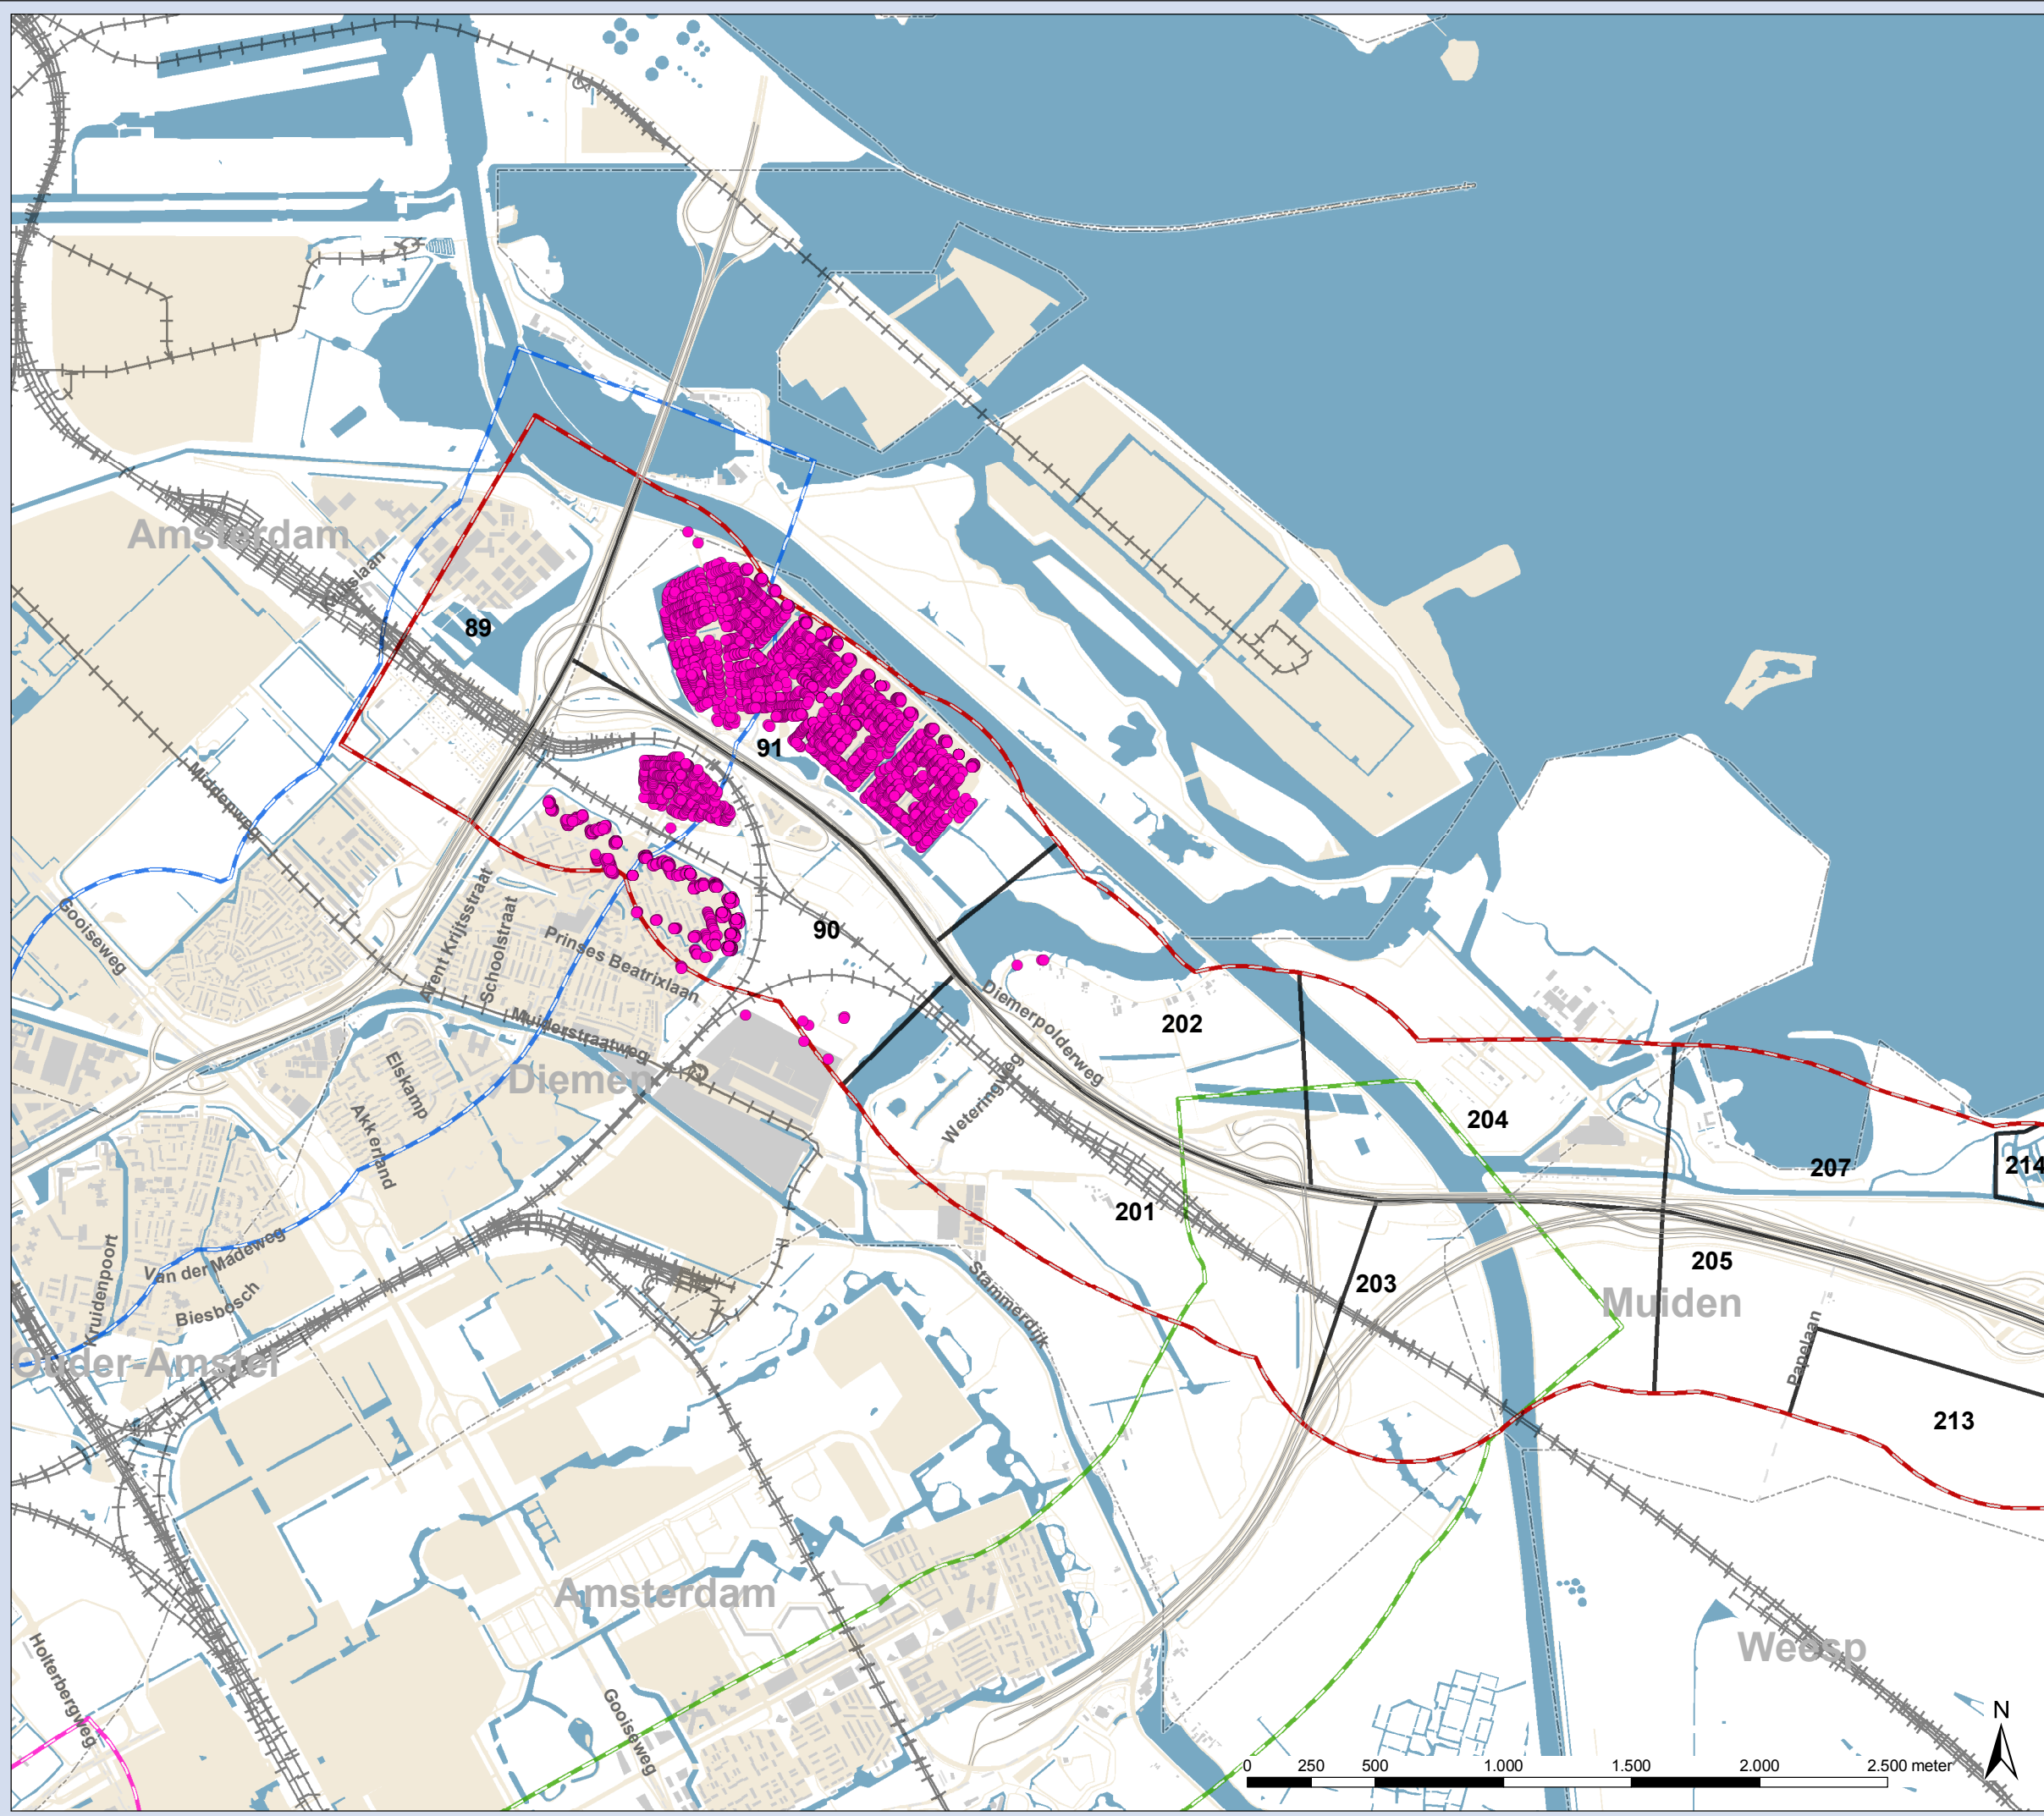 Amsterdam
89
91
Middenweg
Gooiseweg
Arent Krijtsstraat
Schoolstraat
Prinses Beatrixlaan
90
Diemerpolderweg
202
Muiderstraatweg
Diemen
Weteringweg
Elskamp
Akkerland
204
207
214
201
Stammerdijk
203
205
Muiden
Kruidenpoort
Van der Madeweg
Biesbosch
Papelaan
Ouder-Amstel
213
Amsterdam
Weesp
Holterbergweg
Gooiseweg
N
0 250 500 1.000 1.500 2.000 2.500 meter